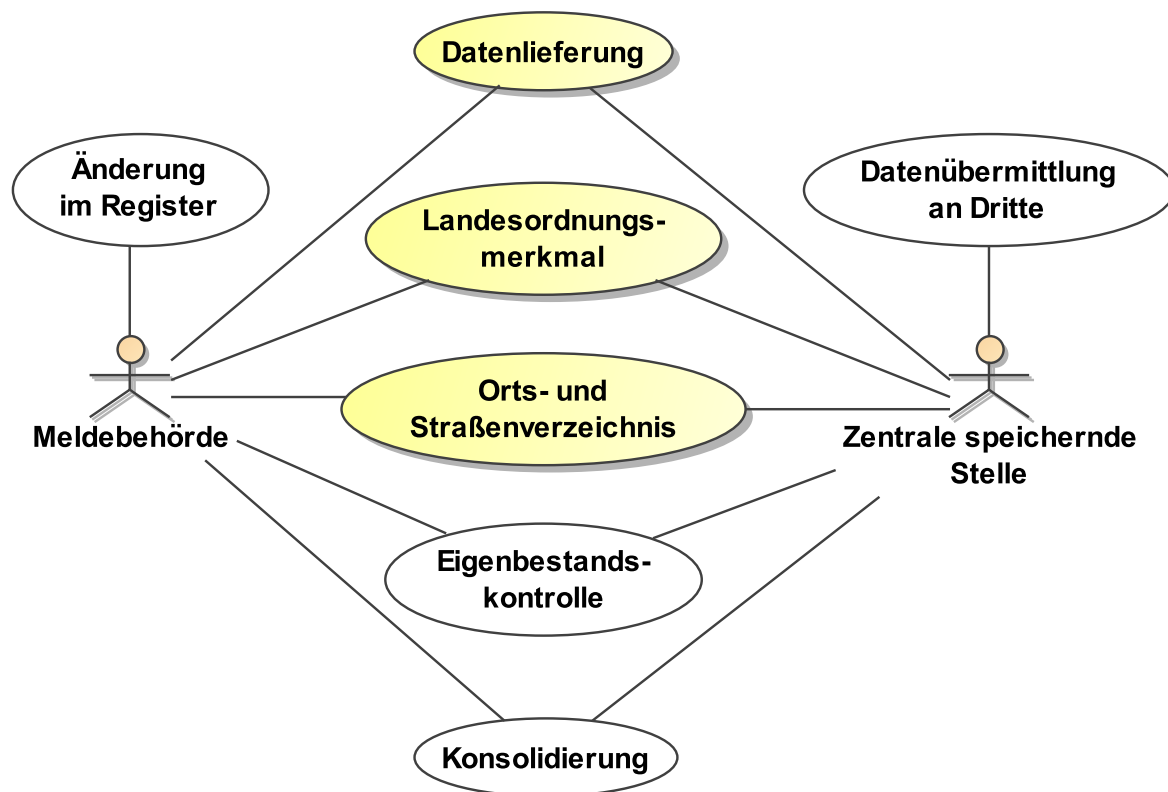 Datenlieferung
Änderung
im Register
Datenübermittlung
an Dritte
Landesordnungs-
merkmal
Orts- und
Straßenverzeichnis
Meldebehörde
Zentrale speichernde
Stelle
Eigenbestands-
kontrolle
Konsolidierung